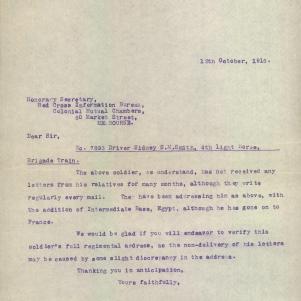 12th October, 1916.
Honorary Secretary,
Red Cross Information Bureau,
Colonial Mutual Chambers,
60 Market Street,
MELBOURNE.
Dear Sir,
No. 7893 Driver Sidney S.M.Smith, 4th Light Horse,
Brigade Train.
The above soldier, we understand, has not received any
letters from his relatives for many months, although they write
regularly every mail. They have been addressing him as above, with
the addition of Intermediate Base, Egypt, although he has gone on to
France.
We would be glad if you will endeavor to verify this
soldier's full regimental address, as the non-delivery of his letters
may be caused by some slight discrepancy in the address.
Thanking you in anticipation,
Yours faithfully,